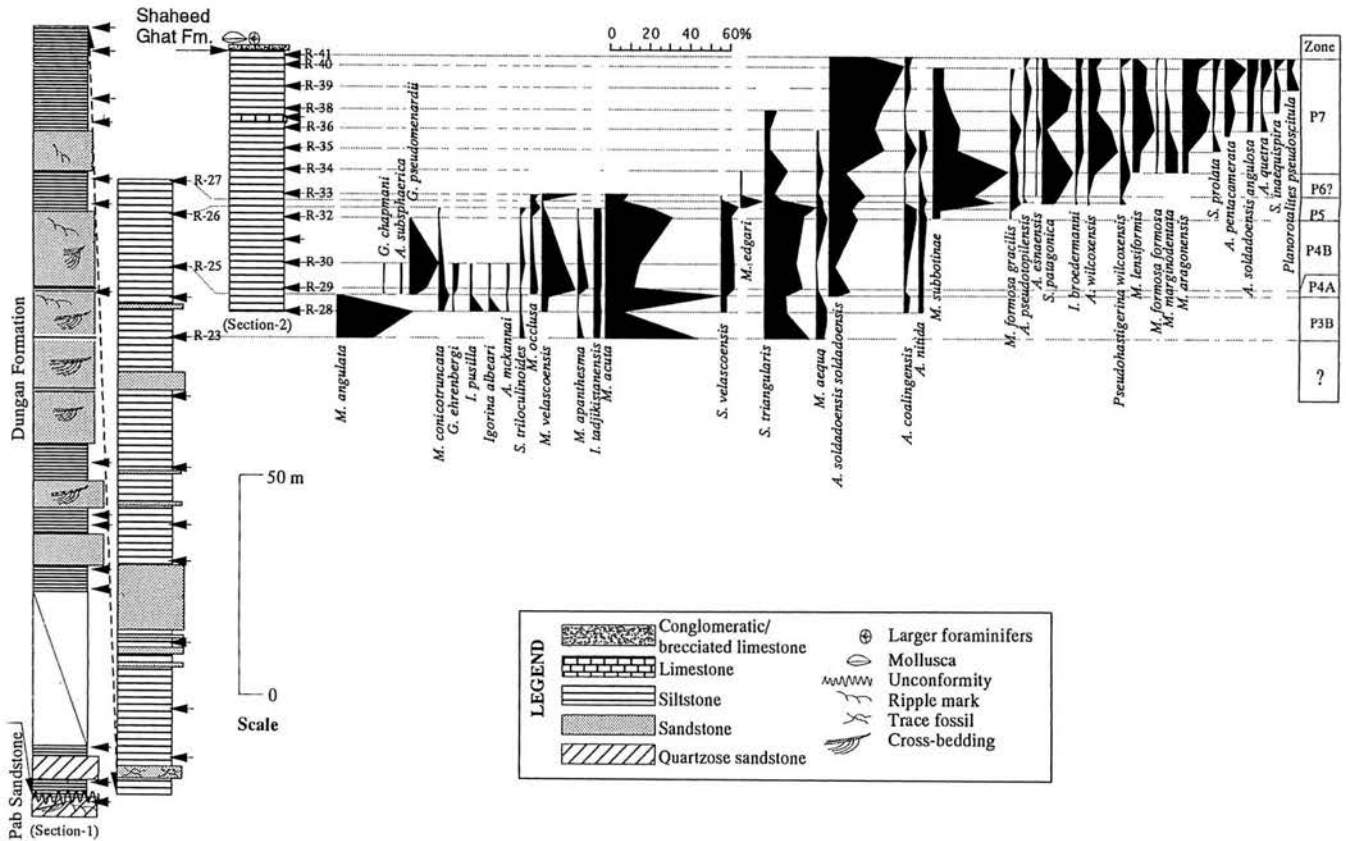 Shaheed
Ghat Fm.
0 20 40 60%
Zone
R-41
R-40
R-39
R-38
R-36
R-35
R-34
R-33
R-32
R-30
R-29
R-28
R-27
R-26
R-25
R-23
(Section-2)
G. chapmani
A. subsphaerica
G. pseudomenardii
M. angulata
M. conicotruncata
G. ehrenbergi
I. pusilla
Igorina albeari
A. mckannai
S. triloculinoides
M. occlusa
M. velascoensis
M. apanthesma
I. tadjikistanensis
M. acuta
S. velascoensis
M. edgari
S. triangularis
M. aequa
A. soldadoensis soldadoensis
A. coalingensis
A. nitida
M. subbotinae
M. formosa gracilis
A. pseudotopilensis
A. esnaensis
S. patagonica
I. broedermanni
A. wilcoxensis
Pseudohastigerina wilcoxensis
M. lensiformis
M. formosa formosa
M. marginodentata
M. aragonensis
S. prolata
A. pentacamerata
A. soldadoensis angulosa
A. quetra
S. inaequispira
Planorotalites pseudoscitula
P7
P6?
P5
P4B
P4A
P3B
?
Dungan Formation
Pab Sandstone
(Section-1)
50 m
0
Scale
LEGEND
Conglomeratic/
brecciated limestone
Limestone
Siltstone
Sandstone
Quartzose sandstone
Larger foraminifers
Mollusca
Unconformity
Ripple mark
Trace fossil
Cross-bedding